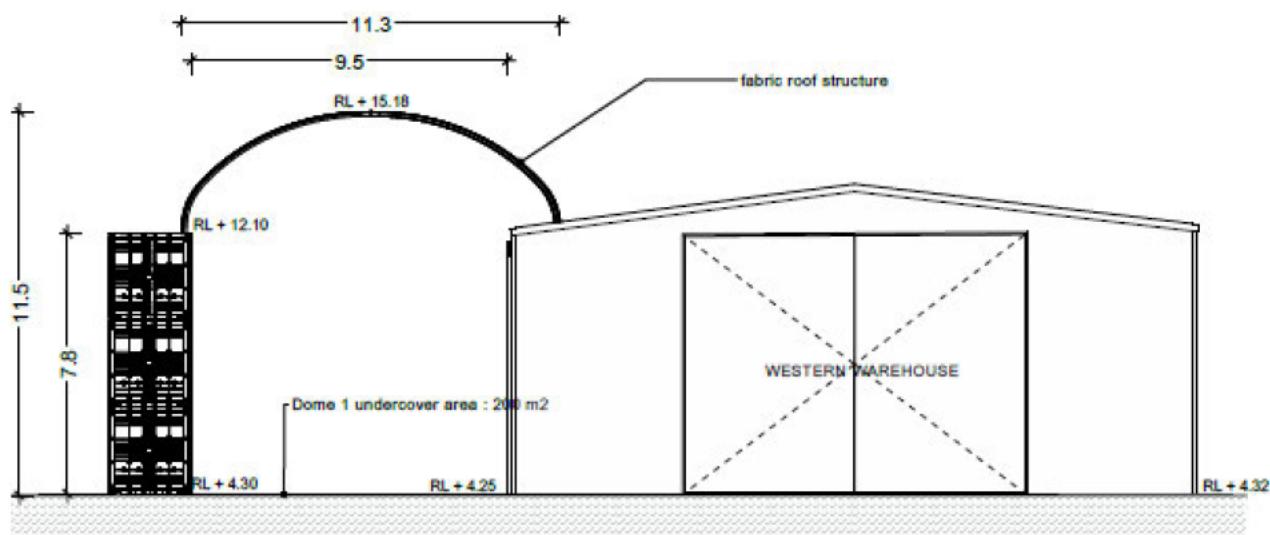 11.3
9.5
fabric roof structure
RL + 15.18
RL + 12.10
11.5
7.8
WESTERN WAREHOUSE
Dome 1 undercover area : 200 m2
RL + 4.30
RL + 4.25
RL + 4.32